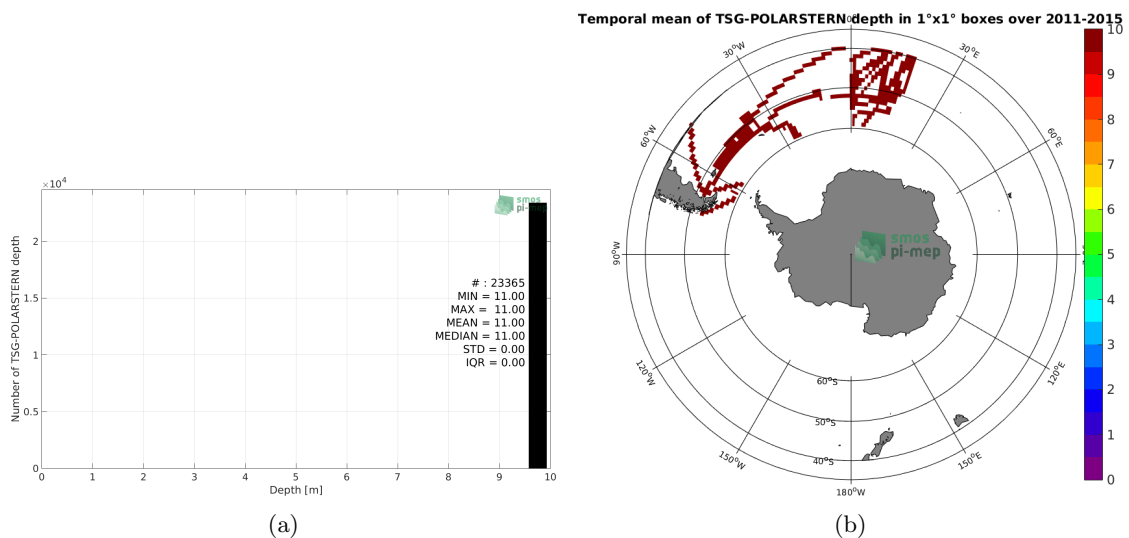 Temporal mean of TSG-POLARSTERN depth in 1°x1° boxes over 2011-2015
×10⁴
2
1.5
1
0.5
0
Number of TSG-POLARSTERN depth
smos
pi-mep
# : 23365
MIN = 11.00
MAX = 11.00
MEAN = 11.00
MEDIAN = 11.00
STD = 0.00
IQR = 0.00
0 1 2 3 4 5 6 7 8 9 10
Depth [m]
(a)
0°
30°W
30°E
60°W
60°E
90°W
120°W
120°E
150°W
150°E
180°W
60°S
50°S
40°S
smos
pi-mep
10
9
8
7
6
5
4
3
2
1
0
(b)